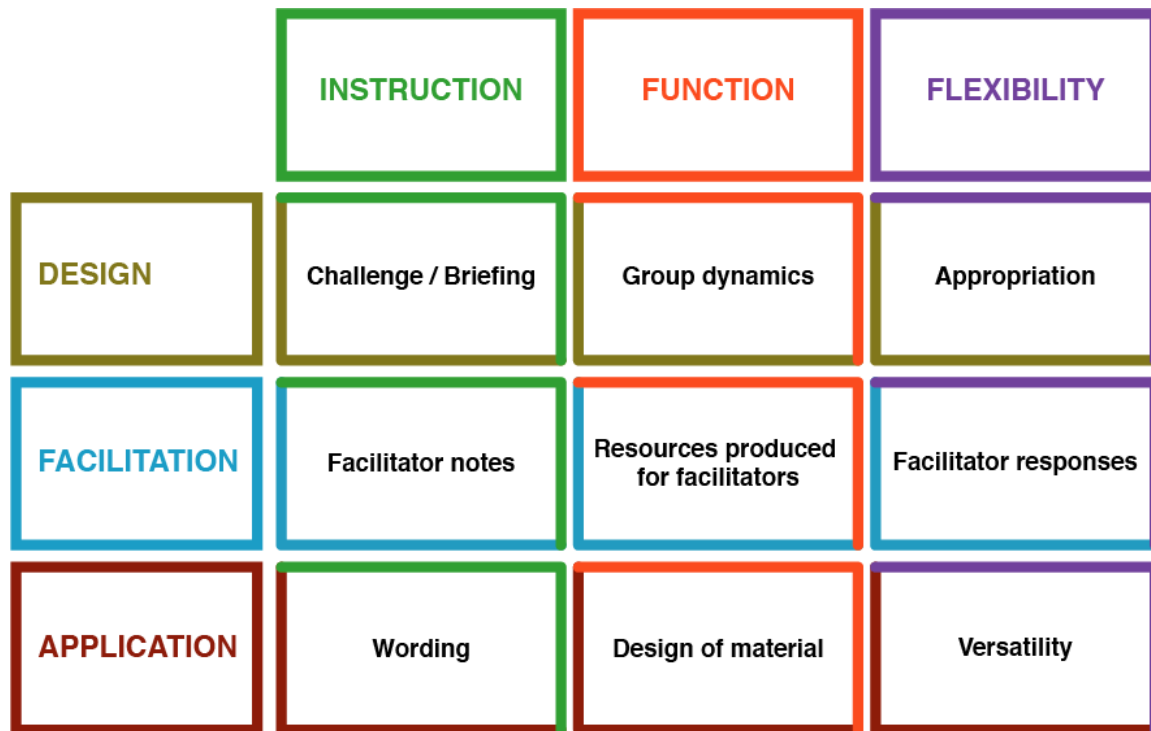 INSTRUCTION
FUNCTION
FLEXIBILITY
DESIGN
Challenge / Briefing
Group dynamics
Appropriation
FACILITATION
Facilitator notes
Resources produced
for facilitators
Facilitator responses
APPLICATION
Wording
Design of material
Versatility